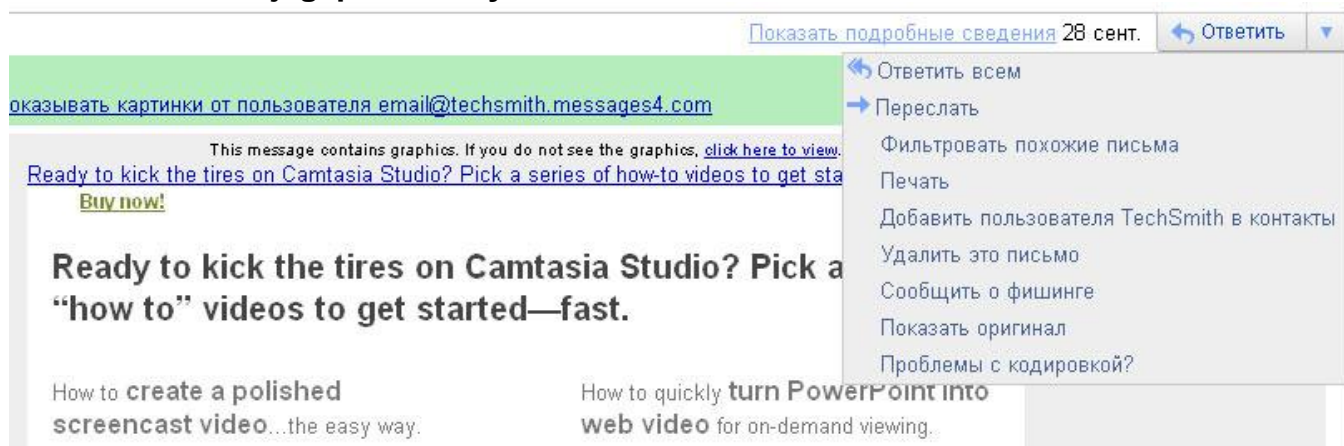 Показать подробные сведения 28 сент. Ответить
Ответить всем
Переслать
Фильтровать похожие письма
Печать
Добавить пользователя TechSmith в контакты
Удалить это письмо
Сообщить о фишинге
Показать оригинал
Проблемы с кодировкой?
оказывать картинки от пользователя email@techsmith.messages4.com
This message contains graphics. If you do not see the graphics, click here to view.
Ready to kick the tires on Camtasia Studio? Pick a series of how-to videos to get sta
Buy now!
Ready to kick the tires on Camtasia Studio? Pick a
“how to” videos to get started—fast.
How to create a polished
screencast video...the easy way.
How to quickly turn PowerPoint into
web video for on-demand viewing.